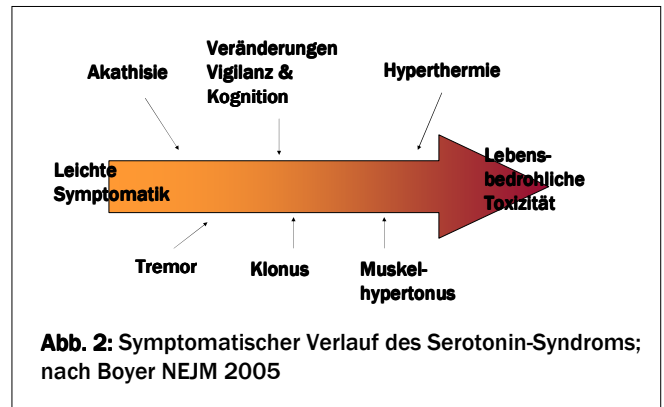 Akathisie
Veränderungen
Vigilanz &
Kognition
Hyperthermie
Leichte
Symptomatik
Lebens-
bedrohliche
Toxizität
Tremor
Klonus
Muskel-
hypertonus
Abb. 2: Symptomatischer Verlauf des Serotonin-Syndroms;
nach Boyer NEJM 2005